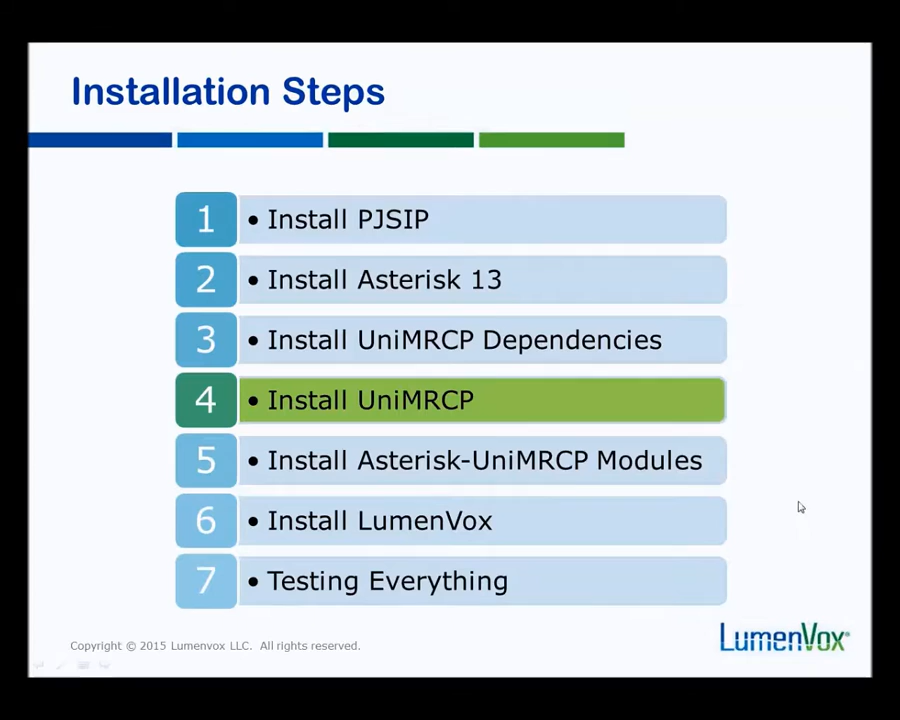 Installation Steps
1 • Install PJSIP
2 • Install Asterisk 13
3 • Install UniMRCP Dependencies
4 • Install UniMRCP
5 • Install Asterisk-UniMRCP Modules
6 • Install LumenVox
7 • Testing Everything
Copyright © 2015 Lumenvox LLC. All rights reserved.
LumenVox®